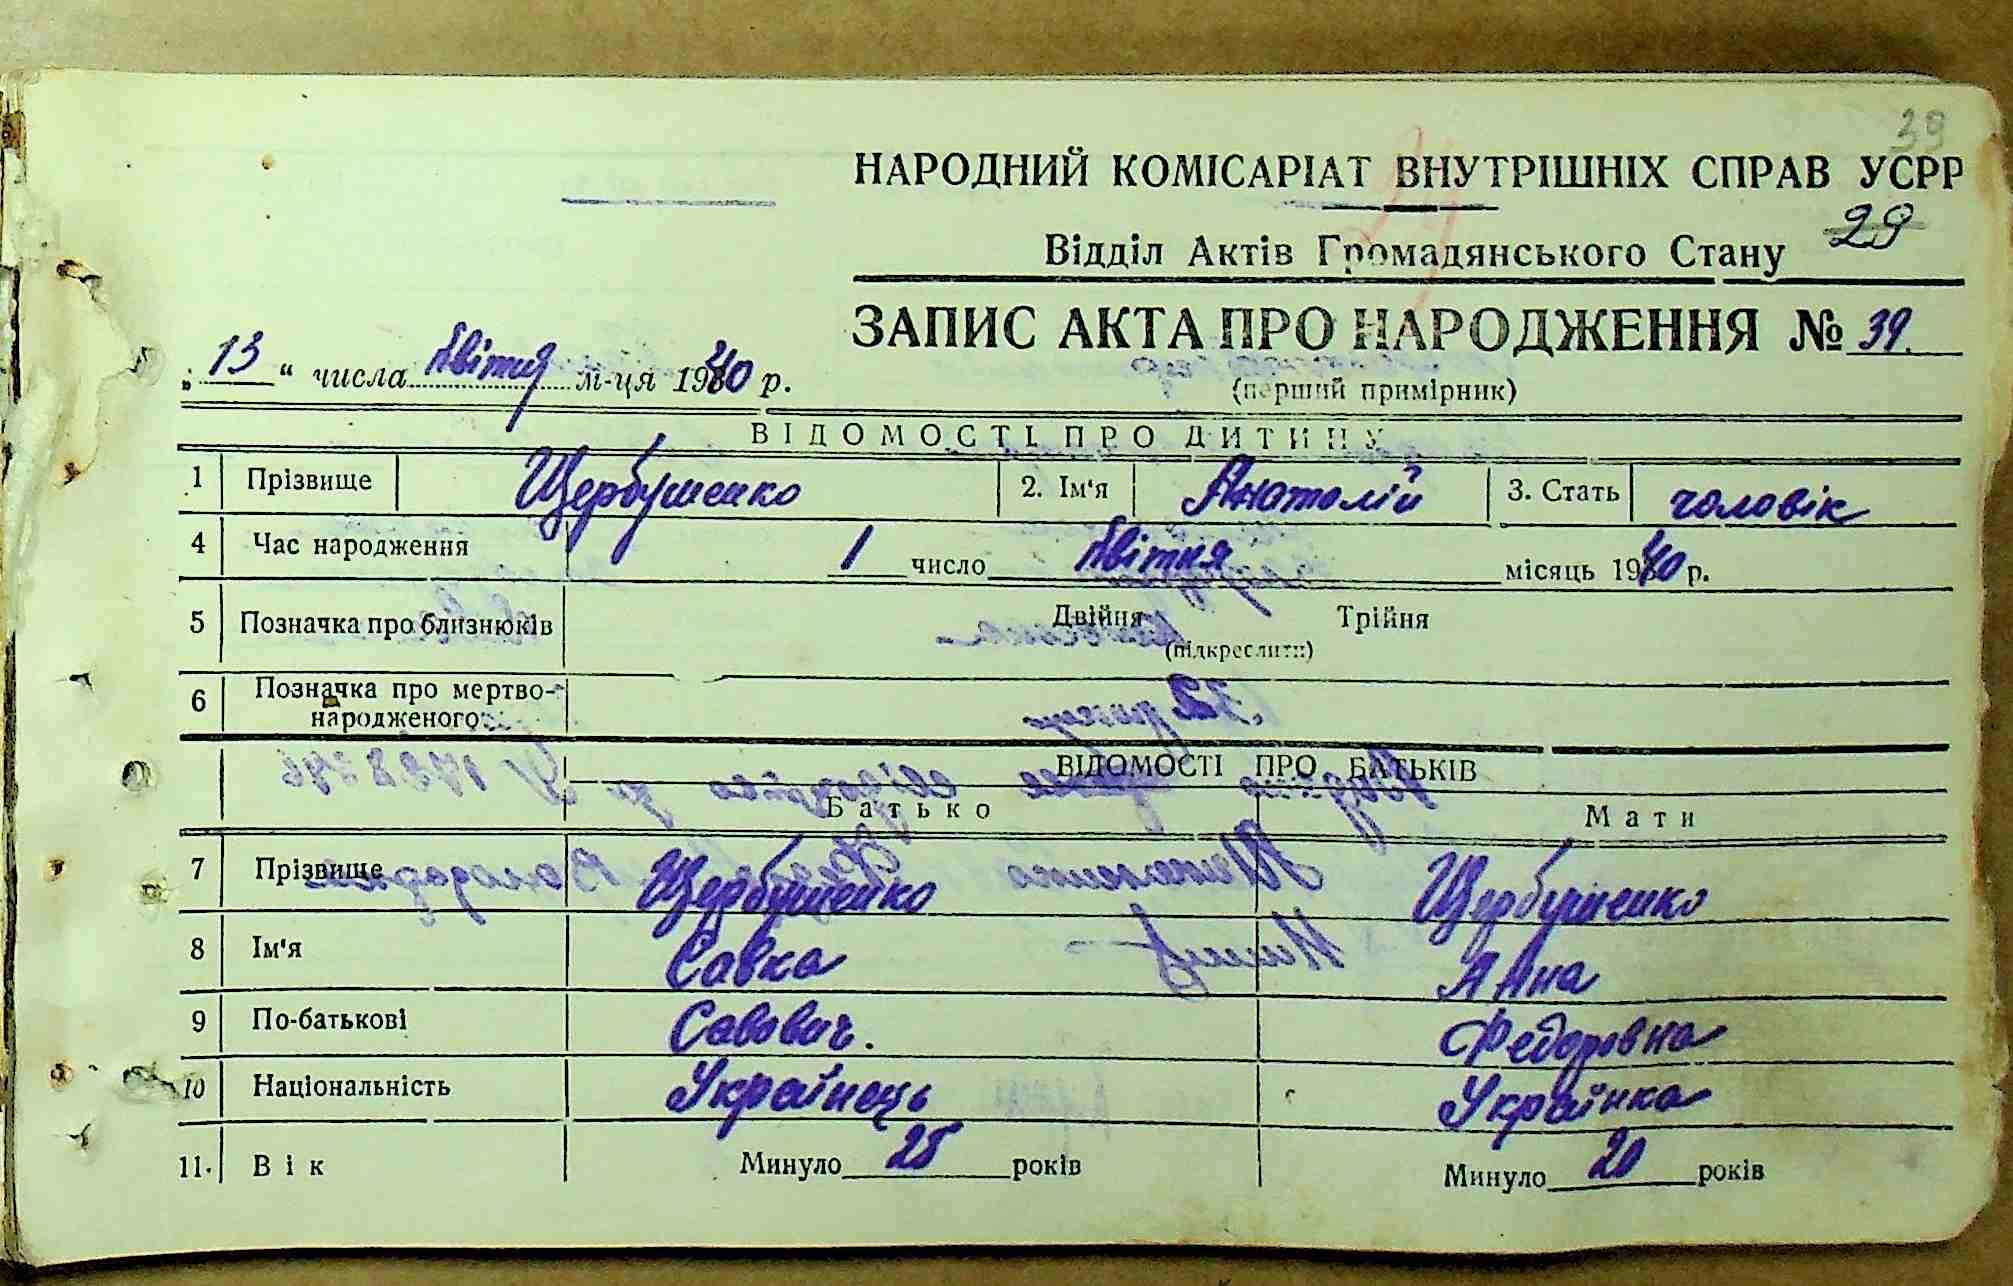 39
НАРОДНИЙ КОМІСАРІАТ ВНУТРІШНІХ СПРАВ УСРР
29
Відділ Актів Громадянського Стану
ЗАПИС АКТА ПРО НАРОДЖЕННЯ № 39.
„ 13 “ числа квітня м-ця 1940 р.
(перший примірник)
ВІДОМОСТІ ПРО ДИТИНУ
1 Прізвище Щербушенко 2. Ім'я Анатолій 3. Стать чоловік
4 Час народження 1 число квітня місяць 1940 р.
5 Позначка про близнюків Двійня Трійня
(підкреслити)
6 Позначка про мертво-
народженого
ВІДОМОСТІ ПРО БАТЬКІВ
Батько Мати
7 Прізвище Щербушенко Щербушенко
8 Ім'я Савка Анна
9 По-батькові Савович. Федоровна
10 Національність Українець Українка
11. Вік Минуло 25 років Минуло 20 років